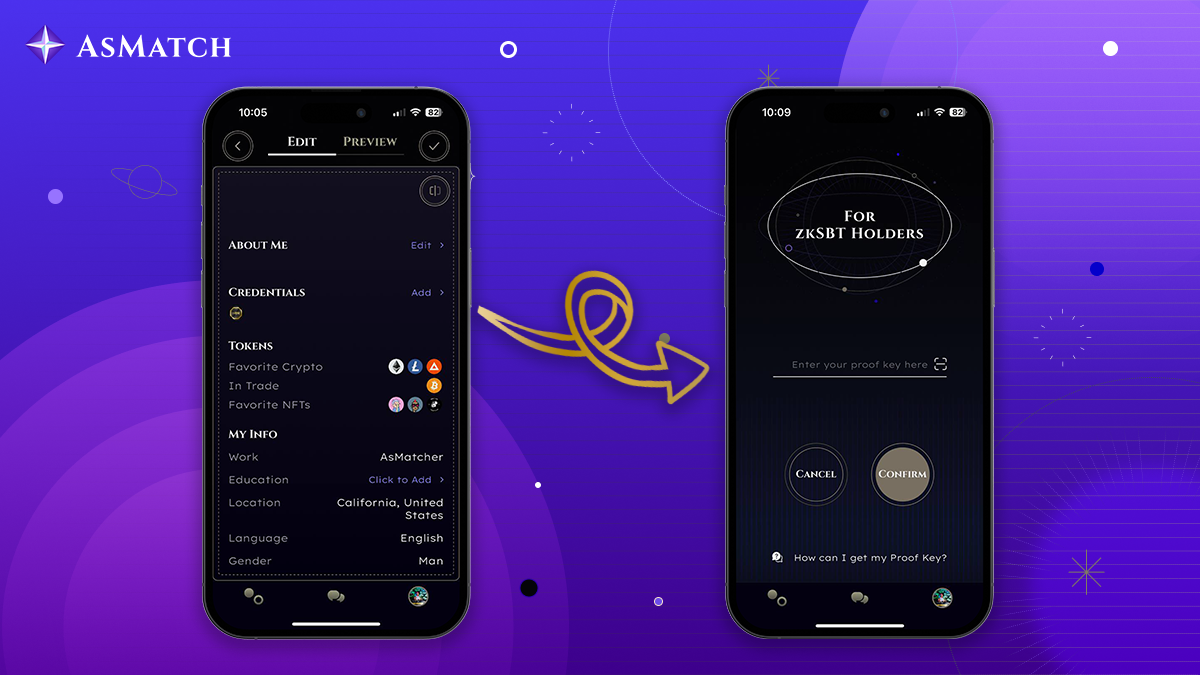 ASMATCH
10:05
82
EDIT
PREVIEW
ABOUT ME
Edit >
CREDENTIALS
Add >
TOKENS
Favorite Crypto
In Trade
Favorite NFTs
MY INFO
Work
AsMatcher
Education
Click to Add >
Location
California, United
States
Language
English
Gender
Man
10:09
82
FOR
ZKSBT HOLDERS
Enter your proof key here
CANCEL
CONFIRM
How can I get my Proof Key?